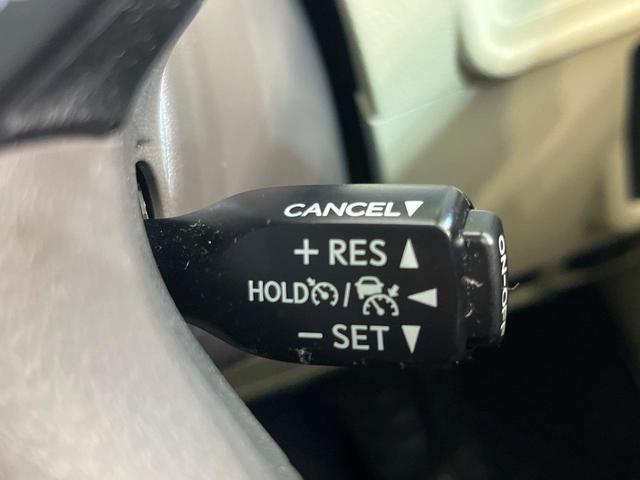 CANCEL▼
+ RES ▲
HOLD / ◀
− SET ▼
ON-OFF